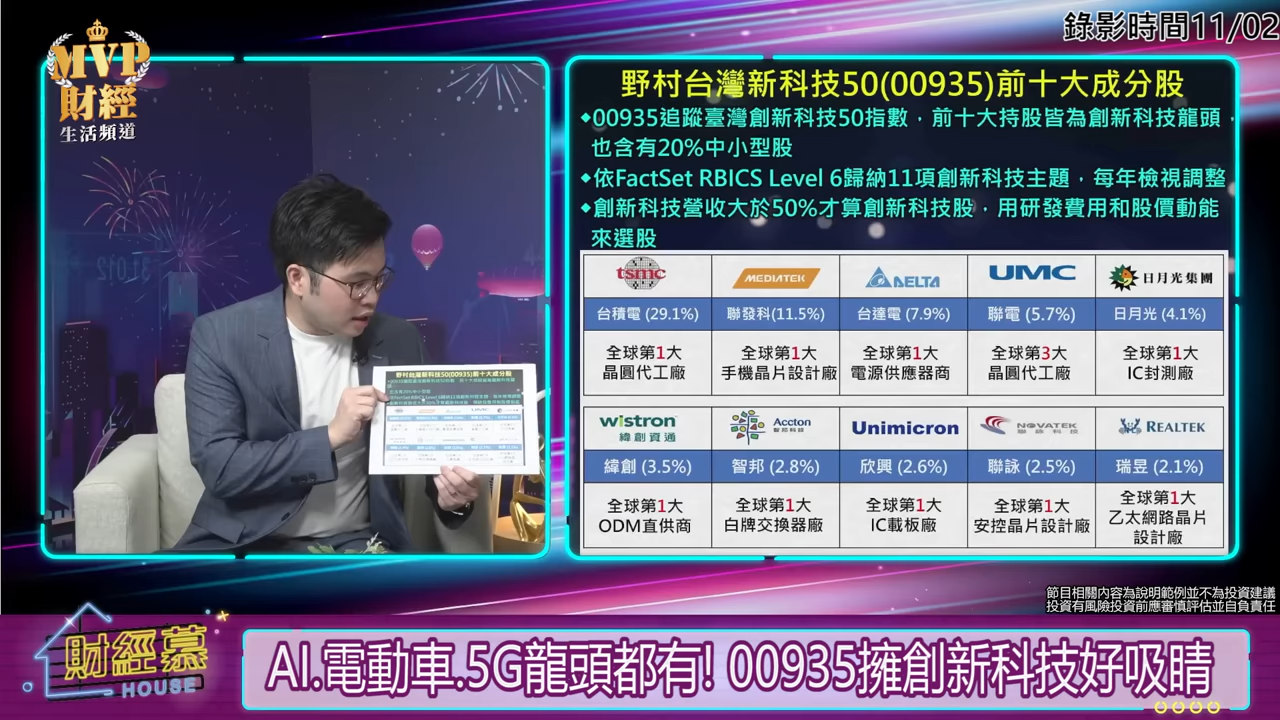 錄影時間11/02
MVP
財經
生活頻道
野村台灣新科技50(00935)前十大成分股
◆00935追蹤臺灣創新科技50指數，前十大持股皆為創新科技龍頭，
也含有20%中小型股
◆依FactSet RBICS Level 6歸納11項創新科技主題，每年檢視調整
◆創新科技營收大於50%才算創新科技股，用研發費用和股價動能
來選股
tsmc MEDIATEK DELTA UMC 日月光集團
台積電 (29.1%) 聯發科(11.5%) 台達電 (7.9%) 聯電 (5.7%) 日月光 (4.1%)
全球第1大 全球第1大 全球第1大 全球第3大 全球第1大
晶圓代工廠 手機晶片設計廠 電源供應器商 晶圓代工廠 IC封測廠
wistron Accton Unimicron NOVATEK REALTEK
緯創資通 智邦科技 聯詠科技
緯創 (3.5%) 智邦 (2.8%) 欣興 (2.6%) 聯詠 (2.5%) 瑞昱 (2.1%)
全球第1大 全球第1大 全球第1大 全球第1大 全球第1大
ODM直供商 白牌交換器廠 IC載板廠 安控晶片設計廠 乙太網路晶片
設計廠
野村台灣新科技50(00935)前十大成分股
節目相關內容為說明範例並不為投資建議
投資有風險投資前應審慎評估並自負責任
財經慕
HOUSE
AI.電動車.5G龍頭都有! 00935擁創新科技好吸睛